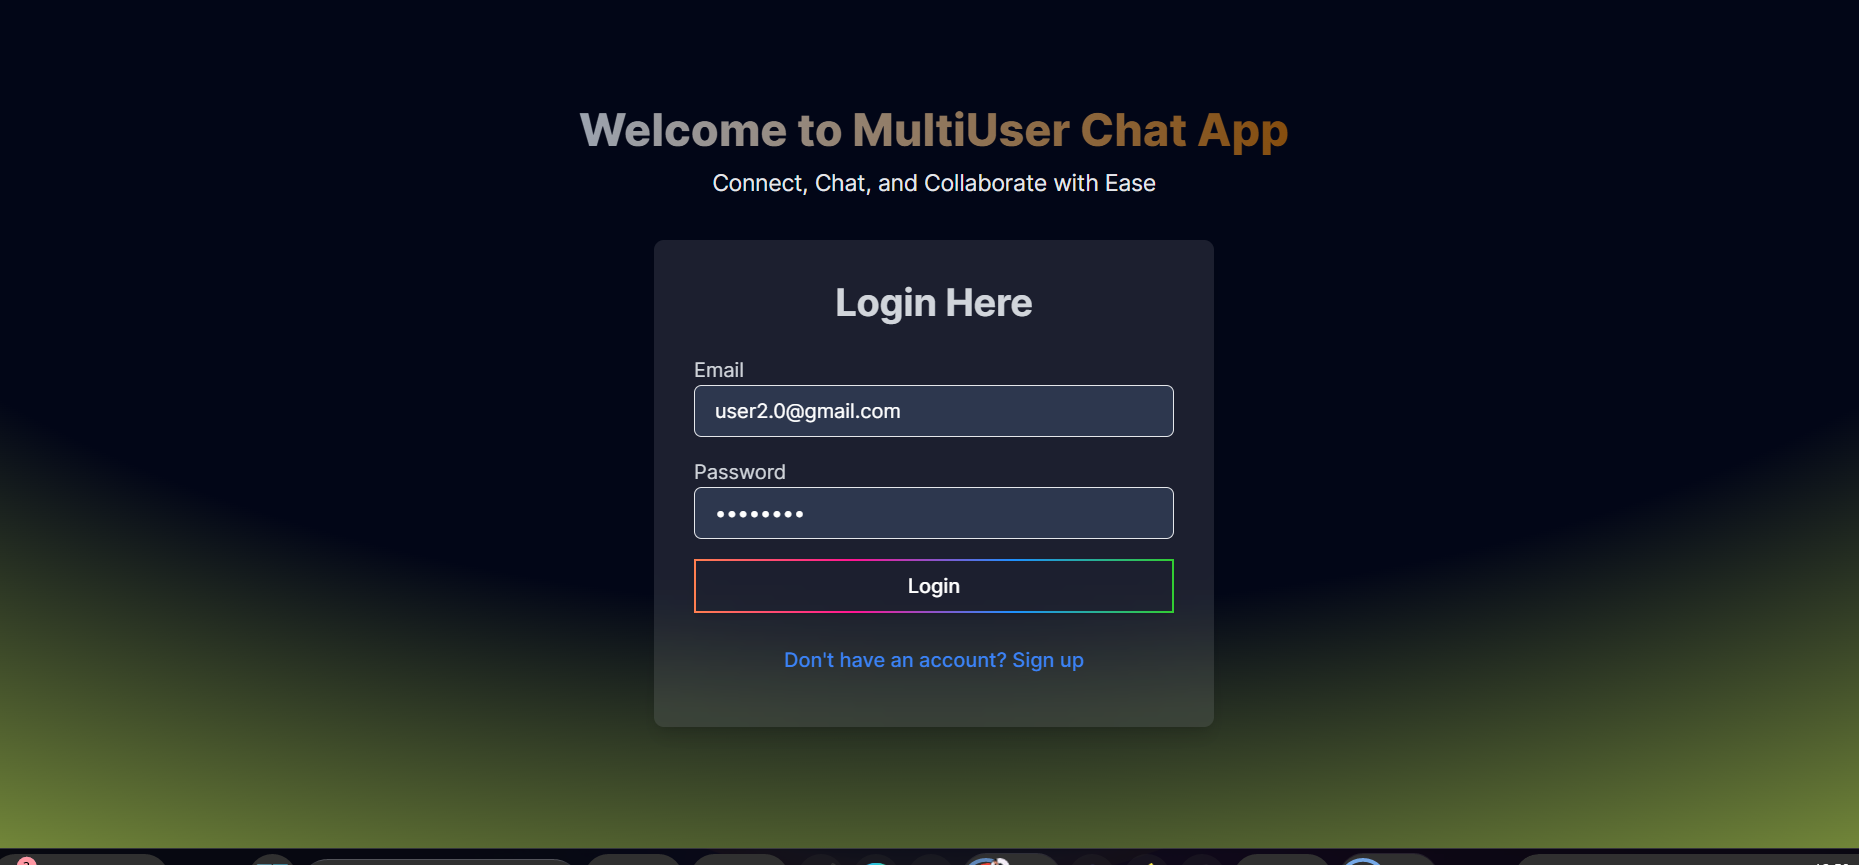 Welcome to MultiUser Chat App
Connect, Chat, and Collaborate with Ease
Login Here
Email
user2.0@gmail.com
Password
••••••••
Login
Don't have an account? Sign up